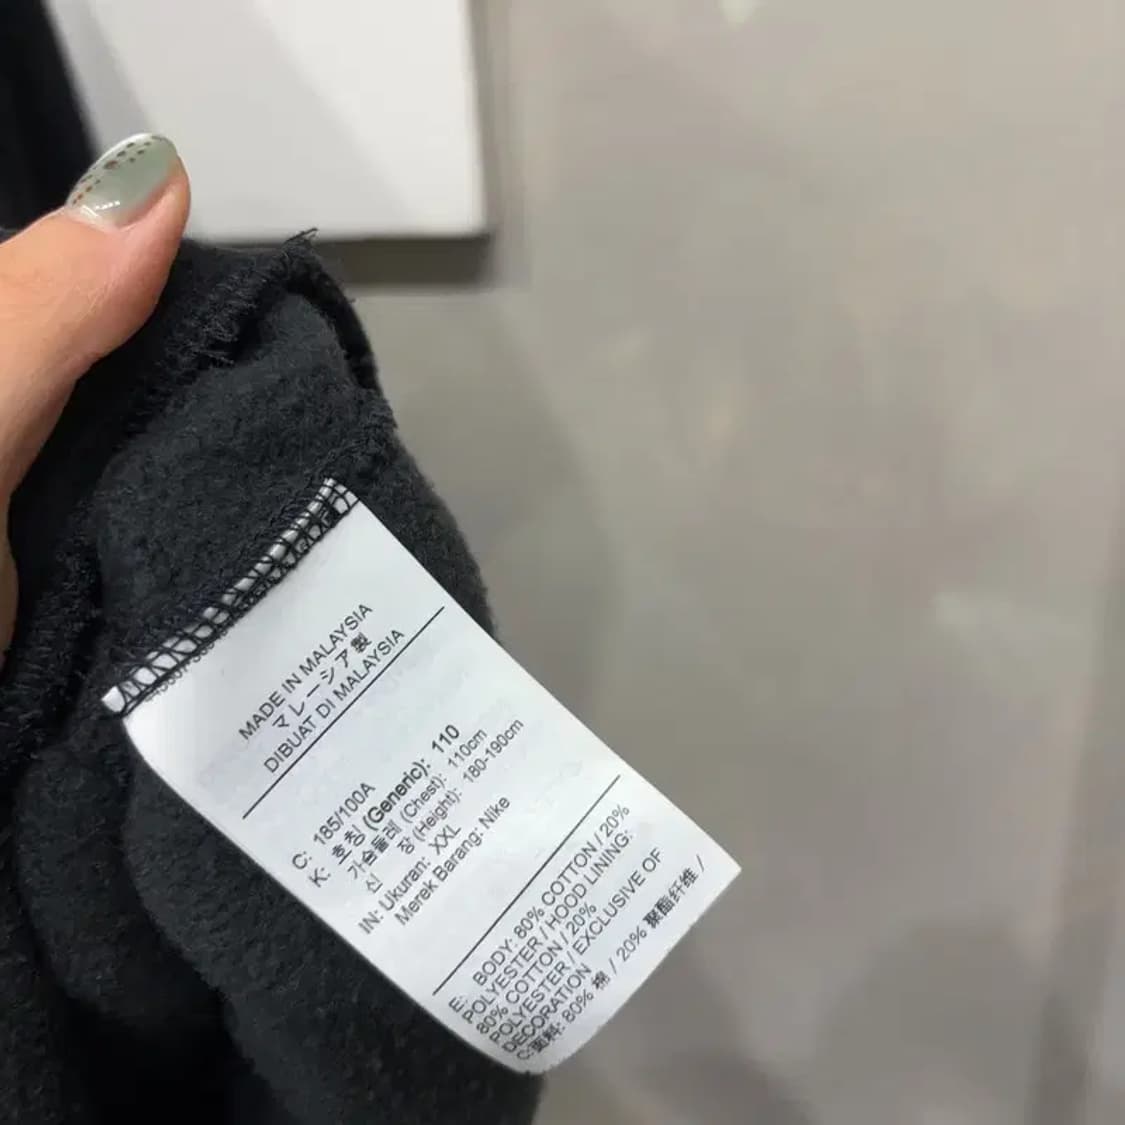 MADE IN MALAYSIA
マレーシア製
DIBUAT DI MALAYSIA
C: 185/100A
K: 호칭 (Generic): 110
가슴둘레 (Chest): 110cm
신 장 (Height): 180-190cm
IN: Ukuran: XXL
Merek Barang: Nike
E: BODY: 80% COTTON / 20%
POLYESTER / HOOD LINING:
80% COTTON / 20%
POLYESTER / EXCLUSIVE OF
DECORATION
C:面料: 80% 棉 / 20% 聚酯纤维 /